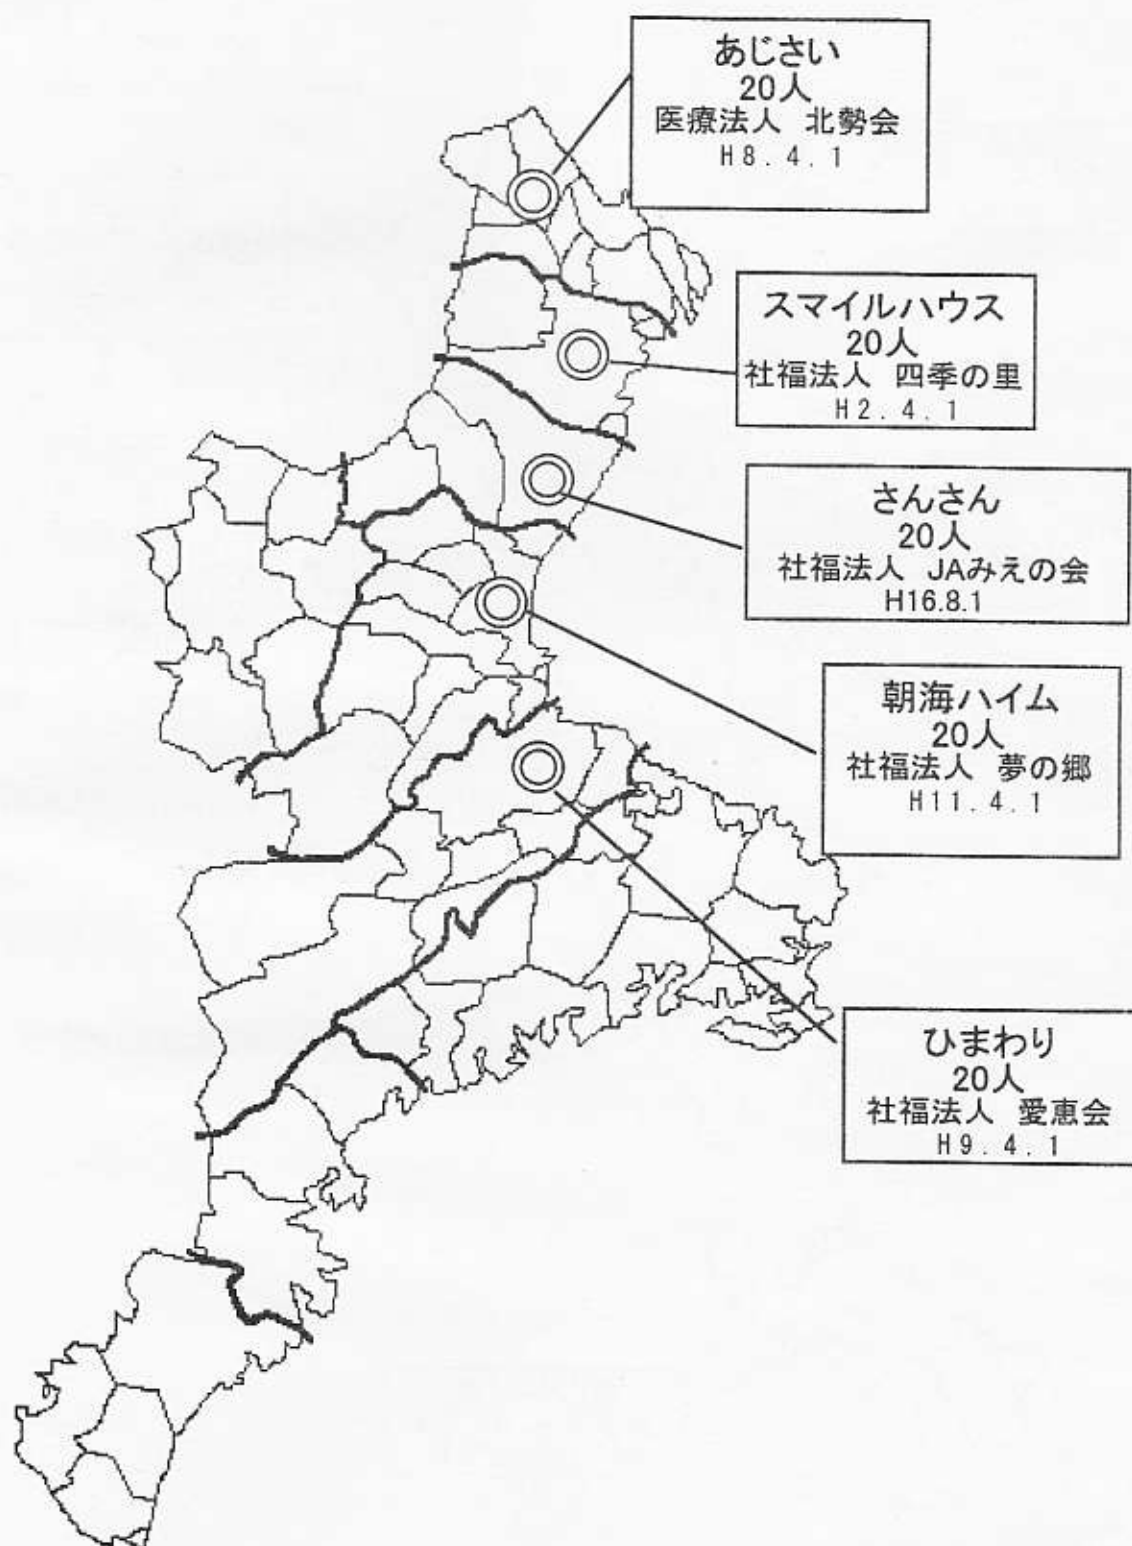 あじさい
20人
医療法人 北勢会
H8.4.1
スマイルハウス
20人
社福法人 四季の里
H2.4.1
さんさん
20人
社福法人 JAみえの会
H16.8.1
朝海ハイム
20人
社福法人 夢の郷
H11.4.1
ひまわり
20人
社福法人 愛恵会
H9.4.1